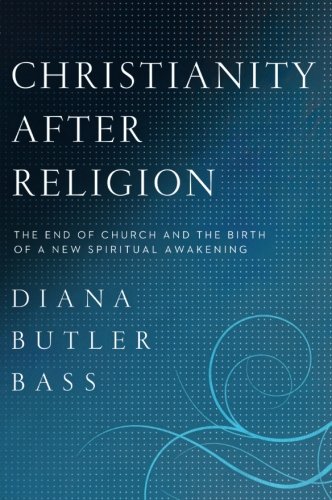 CHRISTIANITY
AFTER
RELIGION
THE END OF CHURCH AND THE BIRTH
OF A NEW SPIRITUAL AWAKENING
DIANA
BUTLER
BASS